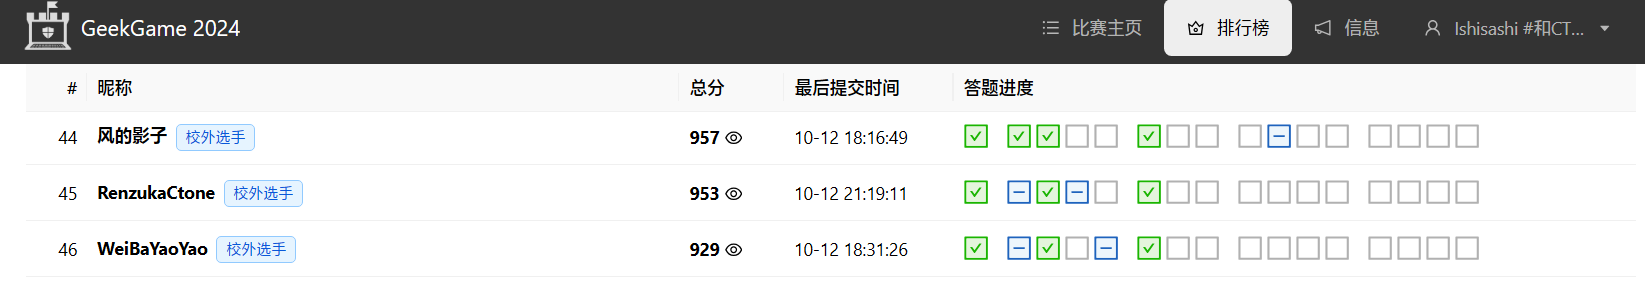 GeekGame 2024 比赛主页 排行榜 信息 Ishisashi #和CT...
# 昵称 总分 最后提交时间 答题进度
44 风的影子 校外选手 957 10-12 18:16:49
45 RenzukaCtone 校外选手 953 10-12 21:19:11
46 WeiBaYaoYao 校外选手 929 10-12 18:31:26